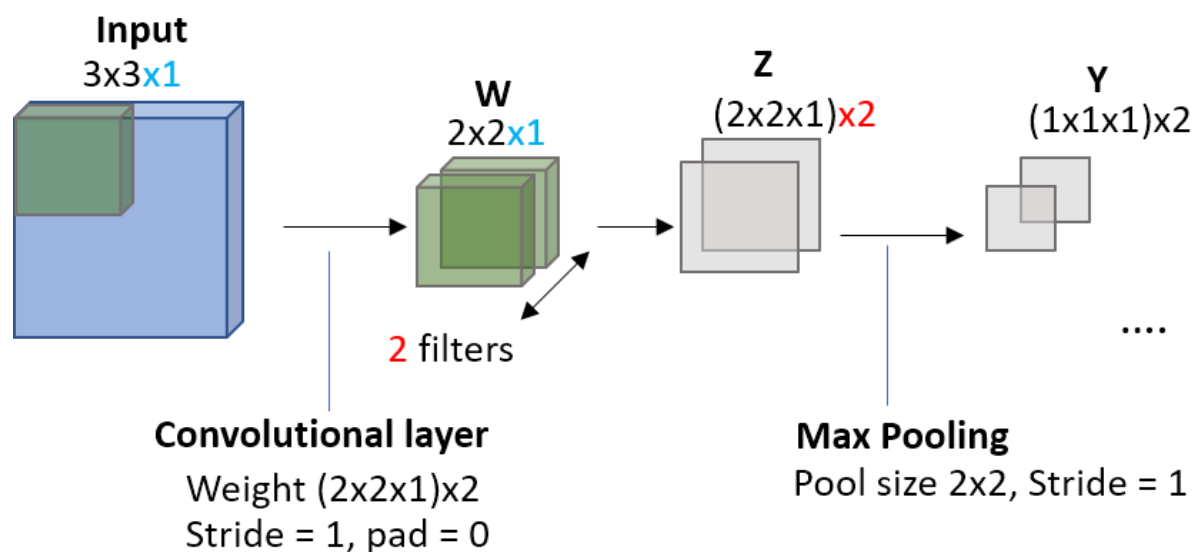 Input
3x3x1
W
2x2x1
Z
(2x2x1)x2
Y
(1x1x1)x2
2 filters
....
Convolutional layer
Weight (2x2x1)x2
Stride = 1, pad = 0
Max Pooling
Pool size 2x2, Stride = 1